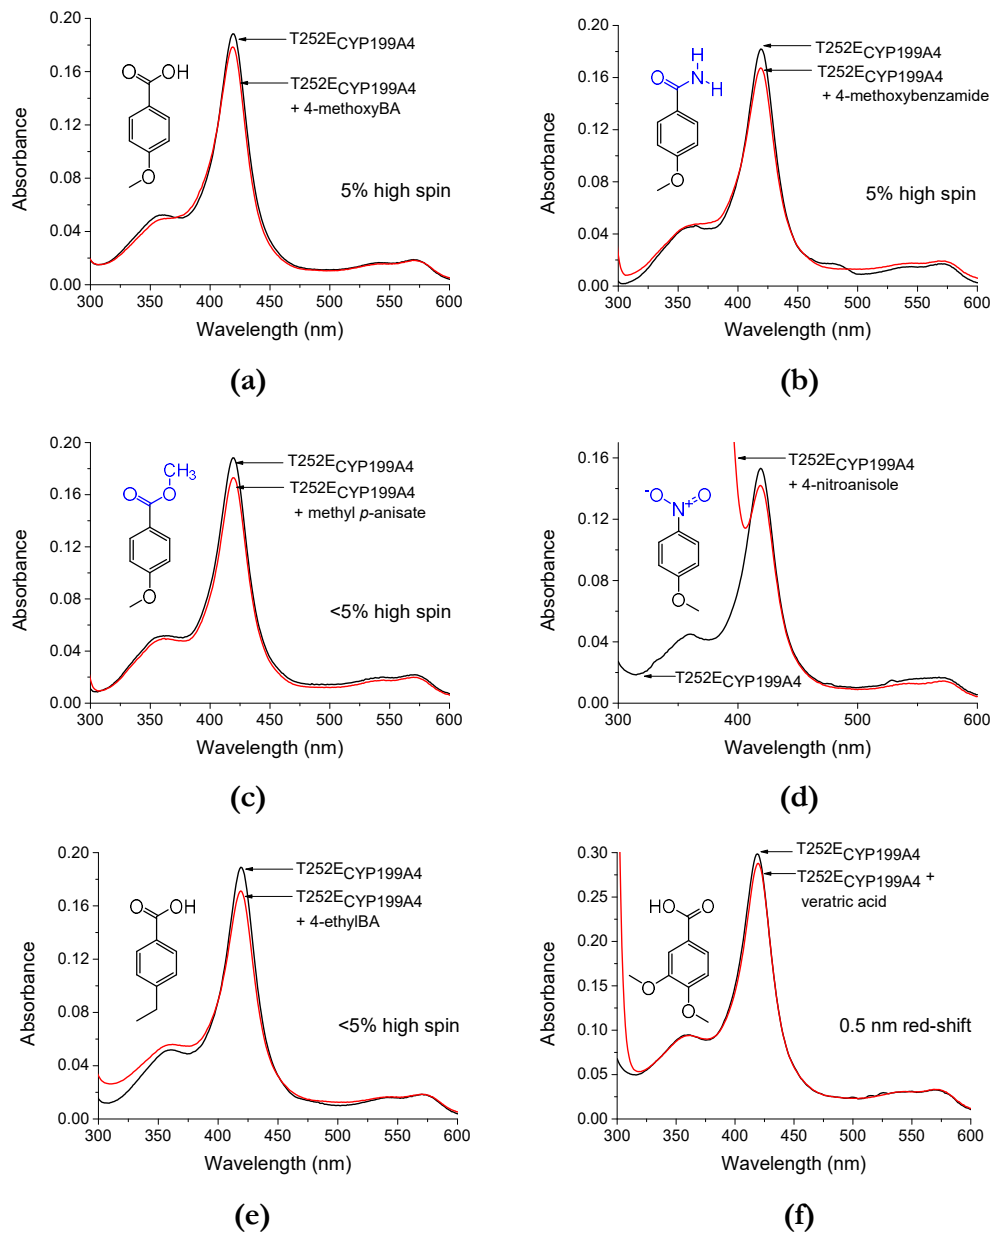 0.20
0.16
0.12
0.08
0.04
0.00
Absorbance
300 350 400 450 500 550 600
Wavelength (nm)
T252ECYP199A4
T252ECYP199A4
+ 4-methoxyBA
5% high spin
O
OH
O
(a)
0.20
0.16
0.12
0.08
0.04
0.00
Absorbance
300 350 400 450 500 550 600
Wavelength (nm)
T252ECYP199A4
T252ECYP199A4
+ 4-methoxybenzamide
5% high spin
H
O
N
H
O
(b)
0.20
0.16
0.12
0.08
0.04
0.00
Absorbance
300 350 400 450 500 550 600
Wavelength (nm)
T252ECYP199A4
T252ECYP199A4
+ methyl p-anisate
<5% high spin
CH3
O
O
O
(c)
0.16
0.12
0.08
0.04
0.00
Absorbance
300 400 500 600
Wavelength (nm)
T252ECYP199A4
+ 4-nitroanisole
T252ECYP199A4
-O
N+
O
O
(d)
0.20
0.16
0.12
0.08
0.04
0.00
Absorbance
300 350 400 450 500 550 600
Wavelength (nm)
T252ECYP199A4
T252ECYP199A4
+ 4-ethylBA
<5% high spin
O
OH
(e)
0.30
0.25
0.20
0.15
0.10
0.05
0.00
Absorbance
300 350 400 450 500 550 600
Wavelength (nm)
T252ECYP199A4
T252ECYP199A4 +
veratric acid
0.5 nm red-shift
HO
O
O
O
(f)